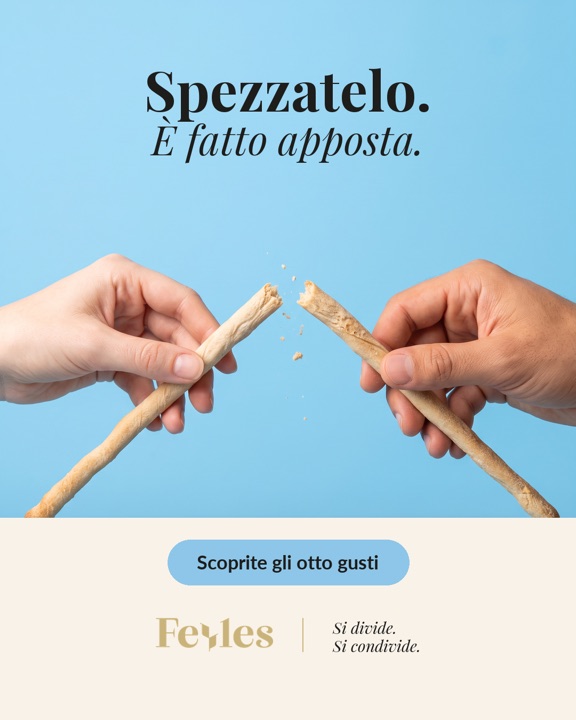 Spezzatelo.
È fatto apposta.
Scoprite gli otto gusti
Feyles
Si divide.
Si condivide.